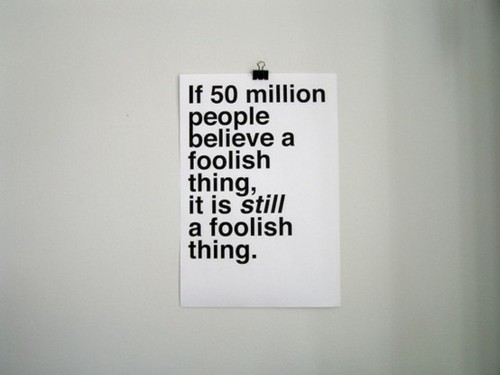 If 50 million
people
believe a
foolish
thing,
it is still
a foolish
thing.